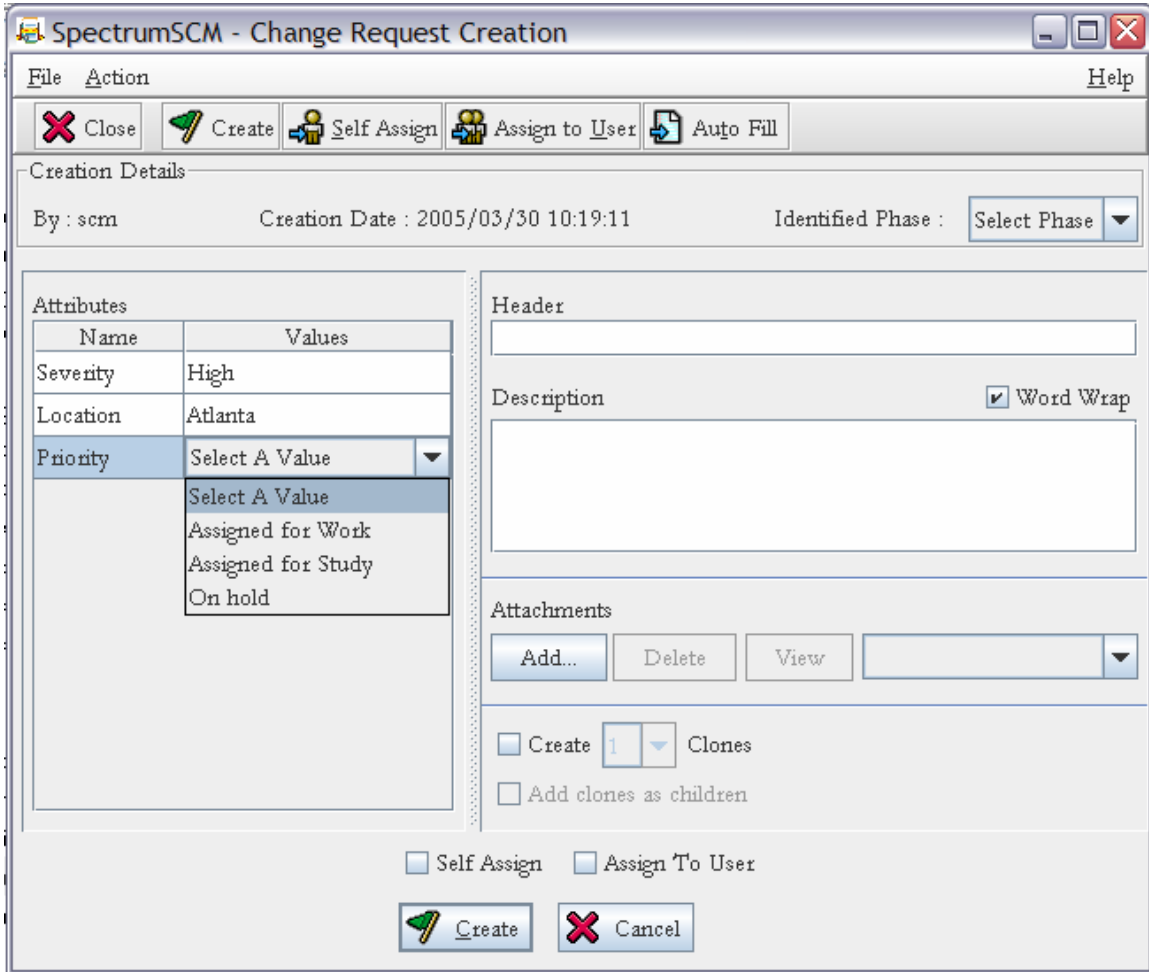 SpectrumSCM - Change Request Creation
File Action Help
Close Create Self Assign Assign to User Auto Fill
Creation Details
By : scm Creation Date : 2005/03/30 10:19:11 Identified Phase : Select Phase
Attributes
Name Values
Severity High
Location Atlanta
Priority Select A Value
Select A Value
Assigned for Work
Assigned for Study
On hold
Header
Description Word Wrap
Attachments
Add... Delete View
Create 1 Clones
Add clones as children
Self Assign Assign To User
Create Cancel